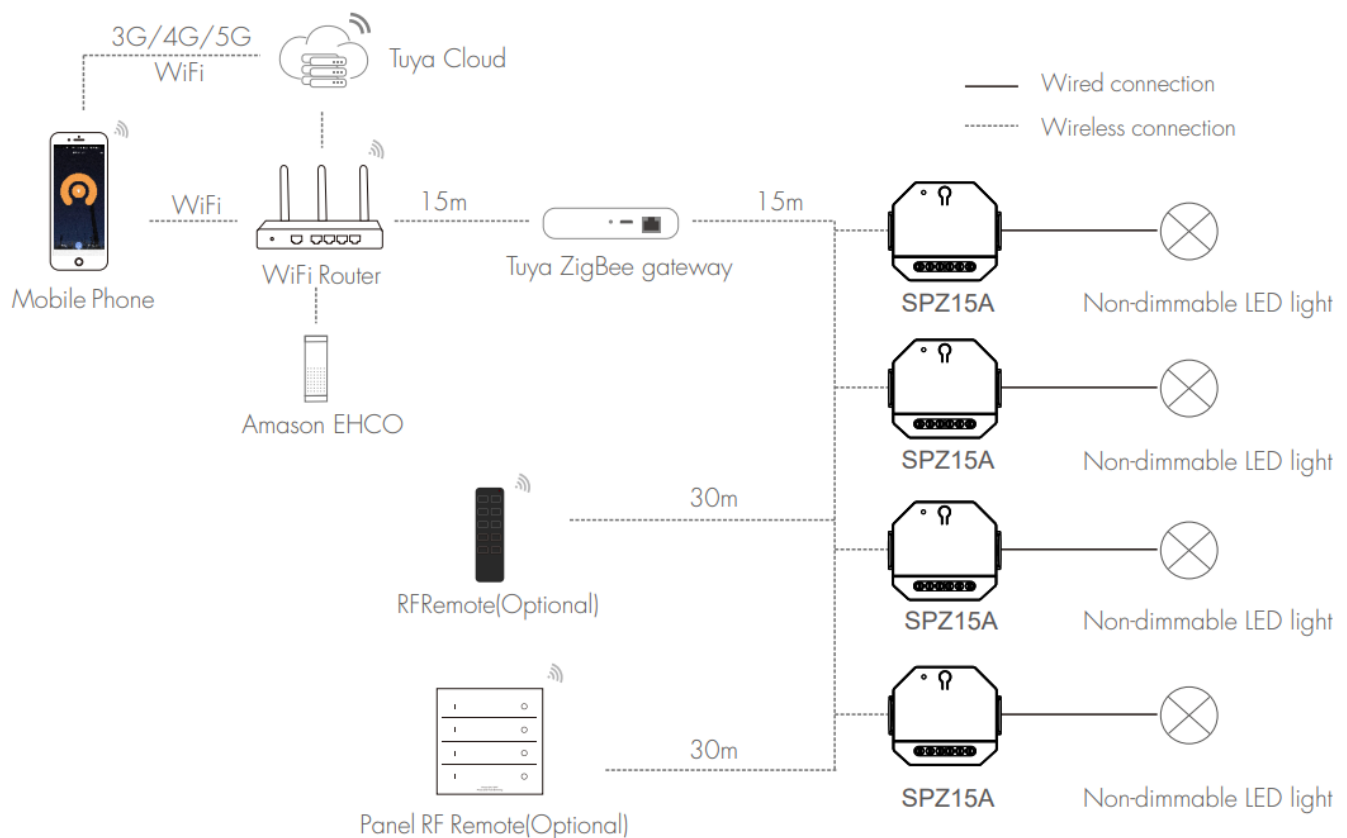 3G/4G/5G
WiFi
Tuya Cloud
Wired connection
Wireless connection
WiFi
15m
15m
WiFi Router
Tuya ZigBee gateway
Mobile Phone
SPZ15A
Non-dimmable LED light
Amason EHCO
SPZ15A
Non-dimmable LED light
30m
RFRemote(Optional)
SPZ15A
Non-dimmable LED light
30m
SPZ15A
Non-dimmable LED light
Panel RF Remote(Optional)